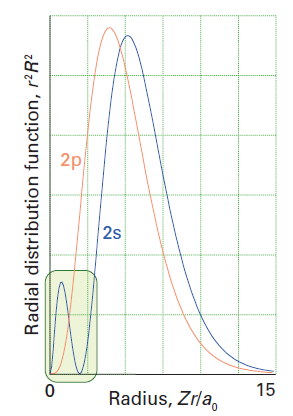 Radial distribution function, r²R²
2p
2s
0
15
Radius, Zr/a₀